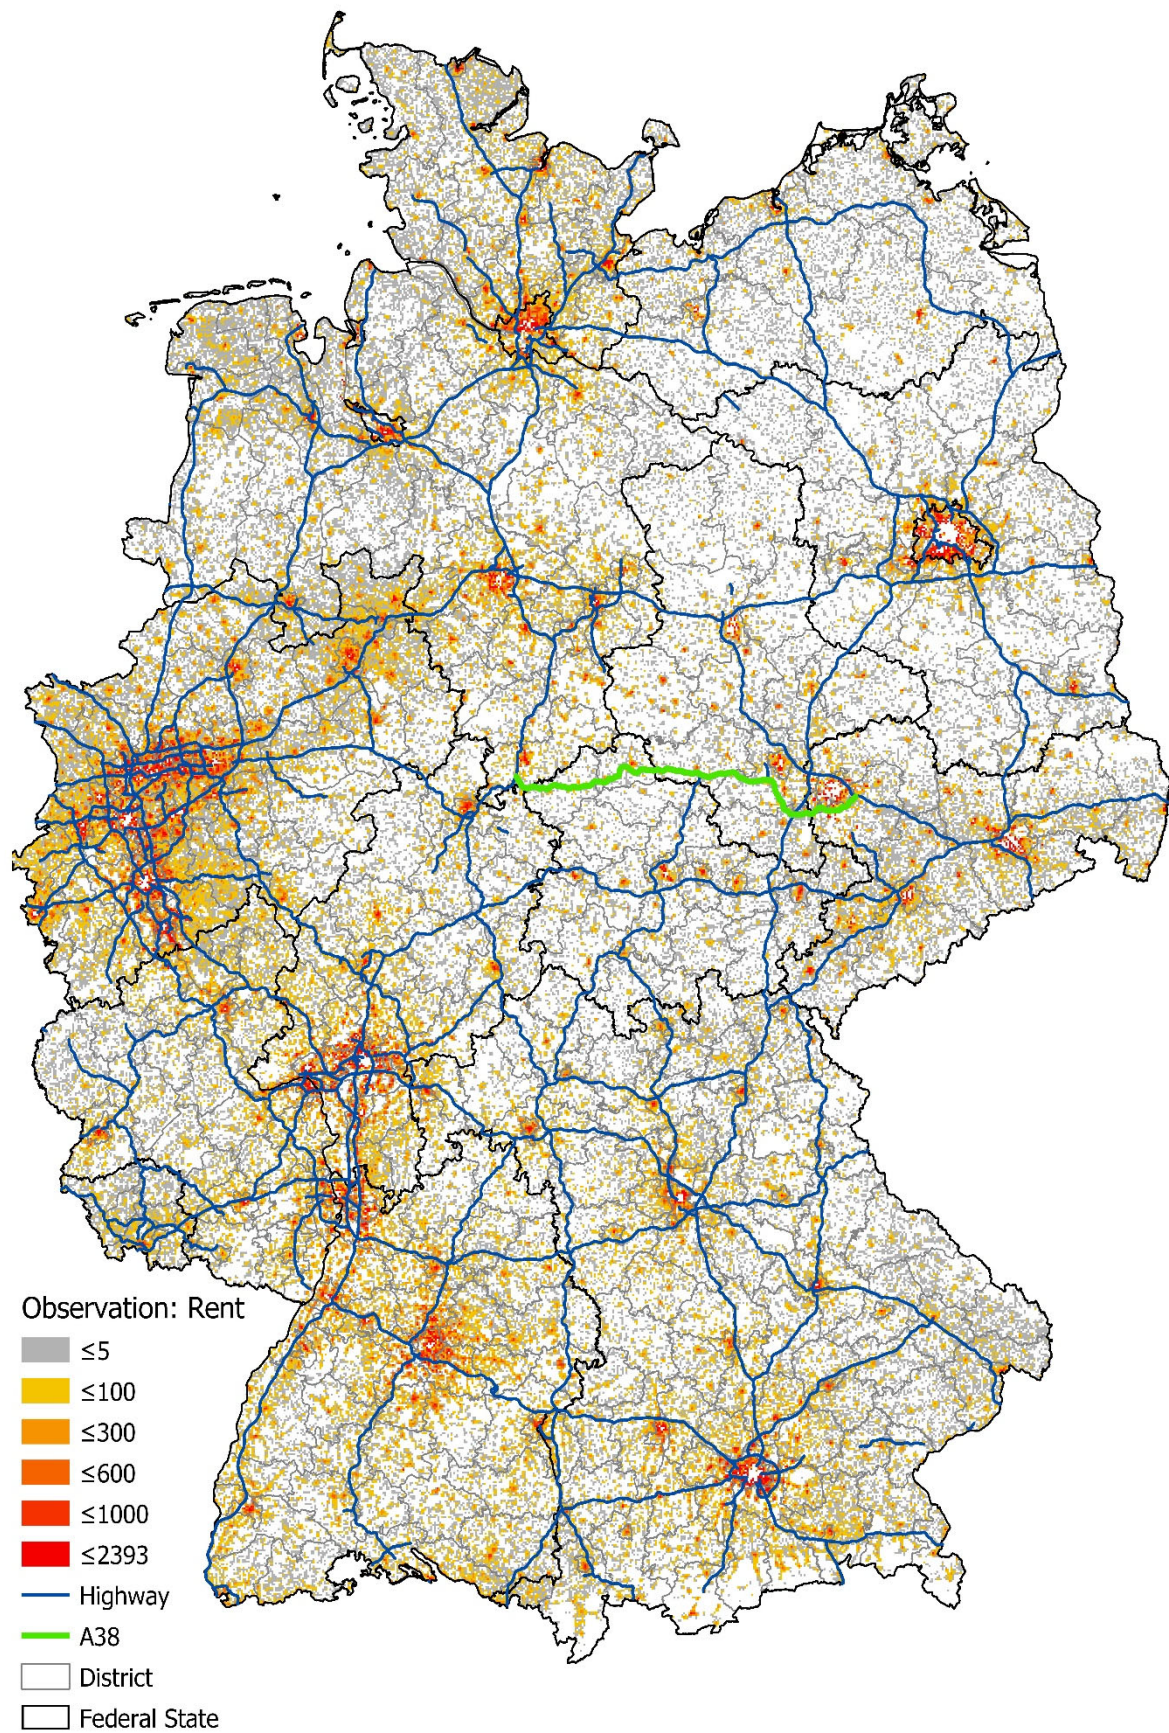 Observation: Rent
≤5
≤100
≤300
≤600
≤1000
≤2393
Highway
A38
District
Federal State